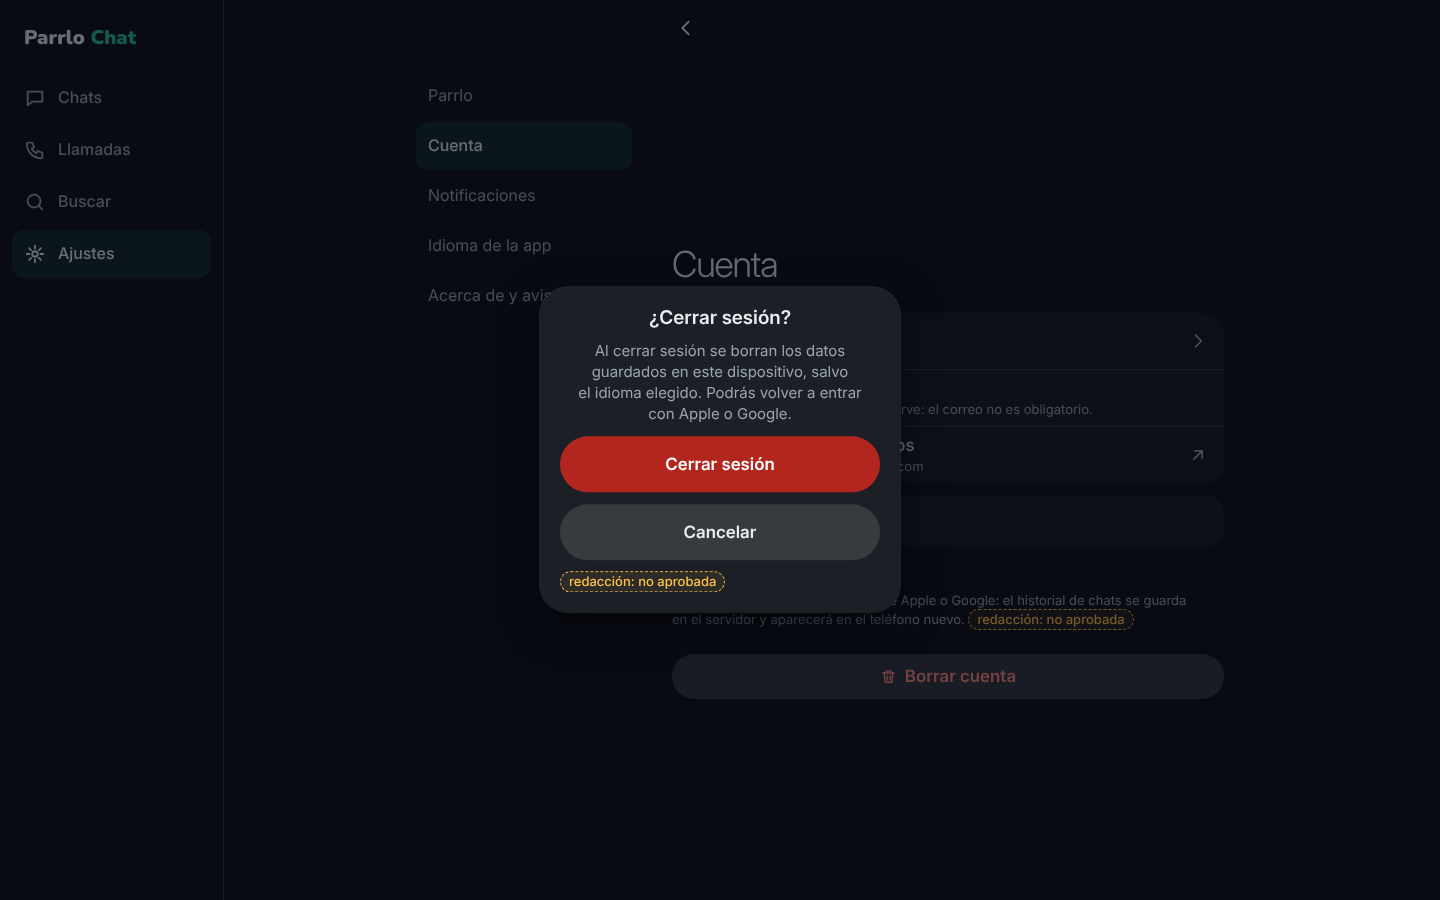 Parrlo Chat
Chats
Llamadas
Buscar
Ajustes
Parrlo
Cuenta
Notificaciones
Idioma de la app
Acerca de y avis
Cuenta
rve: el correo no es obligatorio.
os
com
¿Cerrar sesión?
Al cerrar sesión se borran los datos
guardados en este dispositivo, salvo
el idioma elegido. Podrás volver a entrar
con Apple o Google.
Cerrar sesión
Cancelar
redacción: no aprobada
Apple o Google: el historial de chats se guarda
en el servidor y aparecerá en el teléfono nuevo. redacción: no aprobada
Borrar cuenta